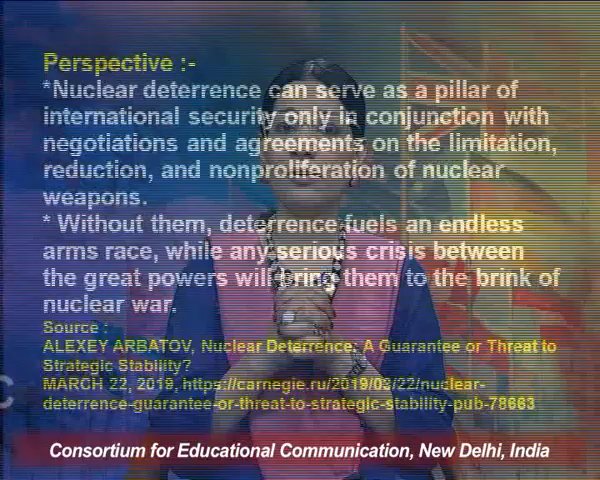 Perspective :-
*Nuclear deterrence can serve as a pillar of
international security only in conjunction with
negotiations and agreements on the limitation,
reduction, and nonproliferation of nuclear
weapons.
* Without them, deterrence fuels an endless
arms race, while any serious crisis between
the great powers will bring them to the brink of
nuclear war.
Source :
ALEXEY ARBATOV, Nuclear Deterrence: A Guarantee or Threat to
Strategic Stability?
MARCH 22, 2019, https://carnegie.ru/2019/03/22/nuclear-
deterrence-guarantee-or-threat-to-strategic-stability-pub-78663
C
Consortium for Educational Communication, New Delhi, India